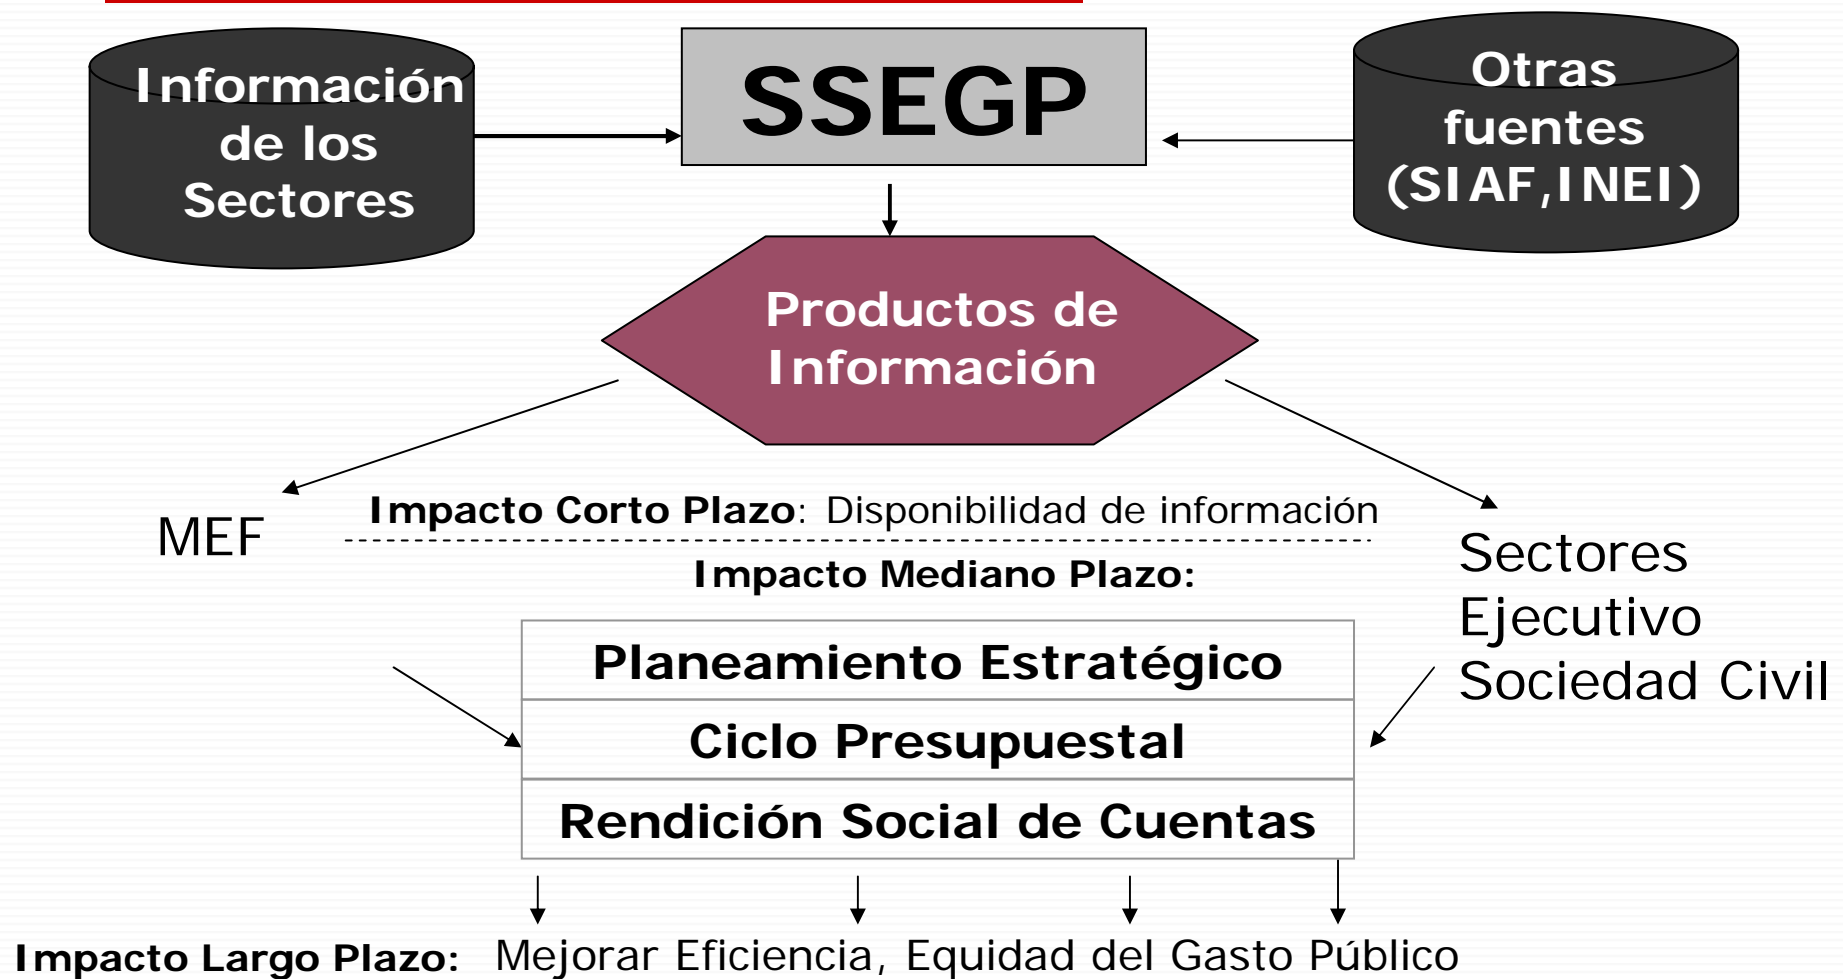 Información
de los
Sectores
SSEGP
Otras
fuentes
(SIAF,INEI)
Productos de
Información
MEF
Impacto Corto Plazo: Disponibilidad de información
Impacto Mediano Plazo:
Sectores
Ejecutivo
Sociedad Civil
Planeamiento Estratégico
Ciclo Presupuestal
Rendición Social de Cuentas
Impacto Largo Plazo: Mejorar Eficiencia, Equidad del Gasto Público